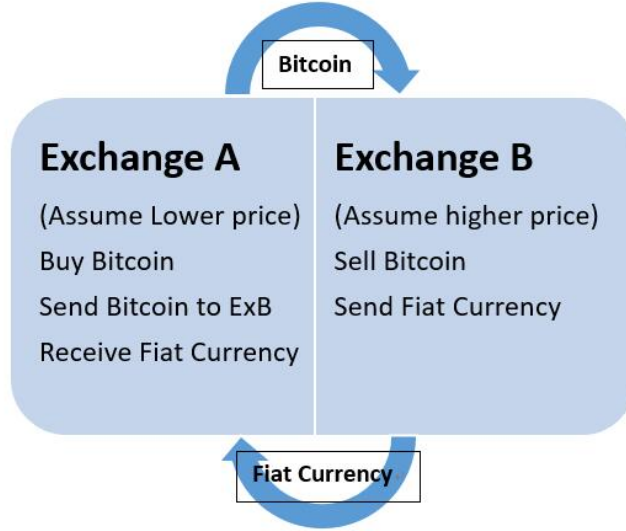 Bitcoin
Exchange A
(Assume Lower price)
Buy Bitcoin
Send Bitcoin to ExB
Receive Fiat Currency
Exchange B
(Assume higher price)
Sell Bitcoin
Send Fiat Currency
Fiat Currency